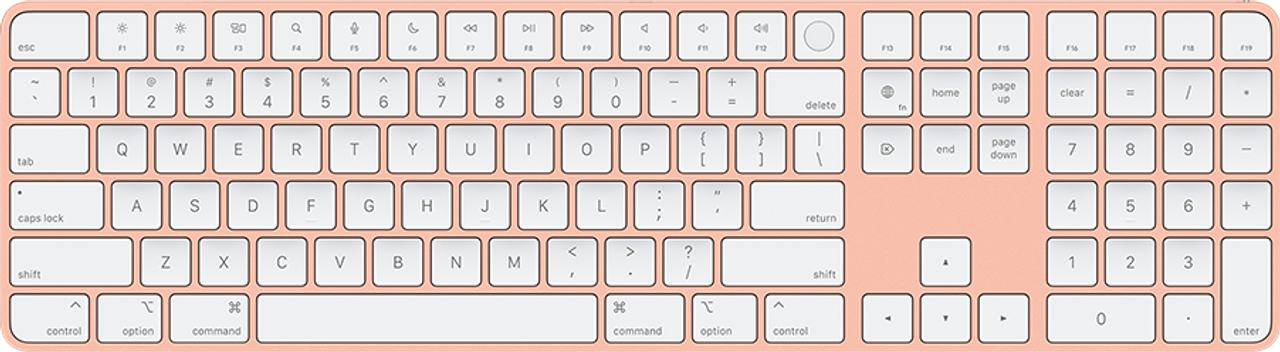 esc F1 F2 F3 F4 F5 F6 F7 F8 F9 F10 F11 F12 F13 F14 F15 F16 F17 F18 F19
~ ! @ # $ % ^ & * ( ) — +
` 1 2 3 4 5 6 7 8 9 0 - = delete fn home page up clear = / *
tab Q W E R T Y U I O P { [ } ] | \ end page down 7 8 9 −
caps lock A S D F G H J K L : ; " ' return 4 5 6 +
shift Z X C V B N M < , > . ? / shift ▲ 1 2 3
^ control ⌥ option ⌘ command ⌘ command ⌥ option ^ control ◄ ▼ ► 0 . enter